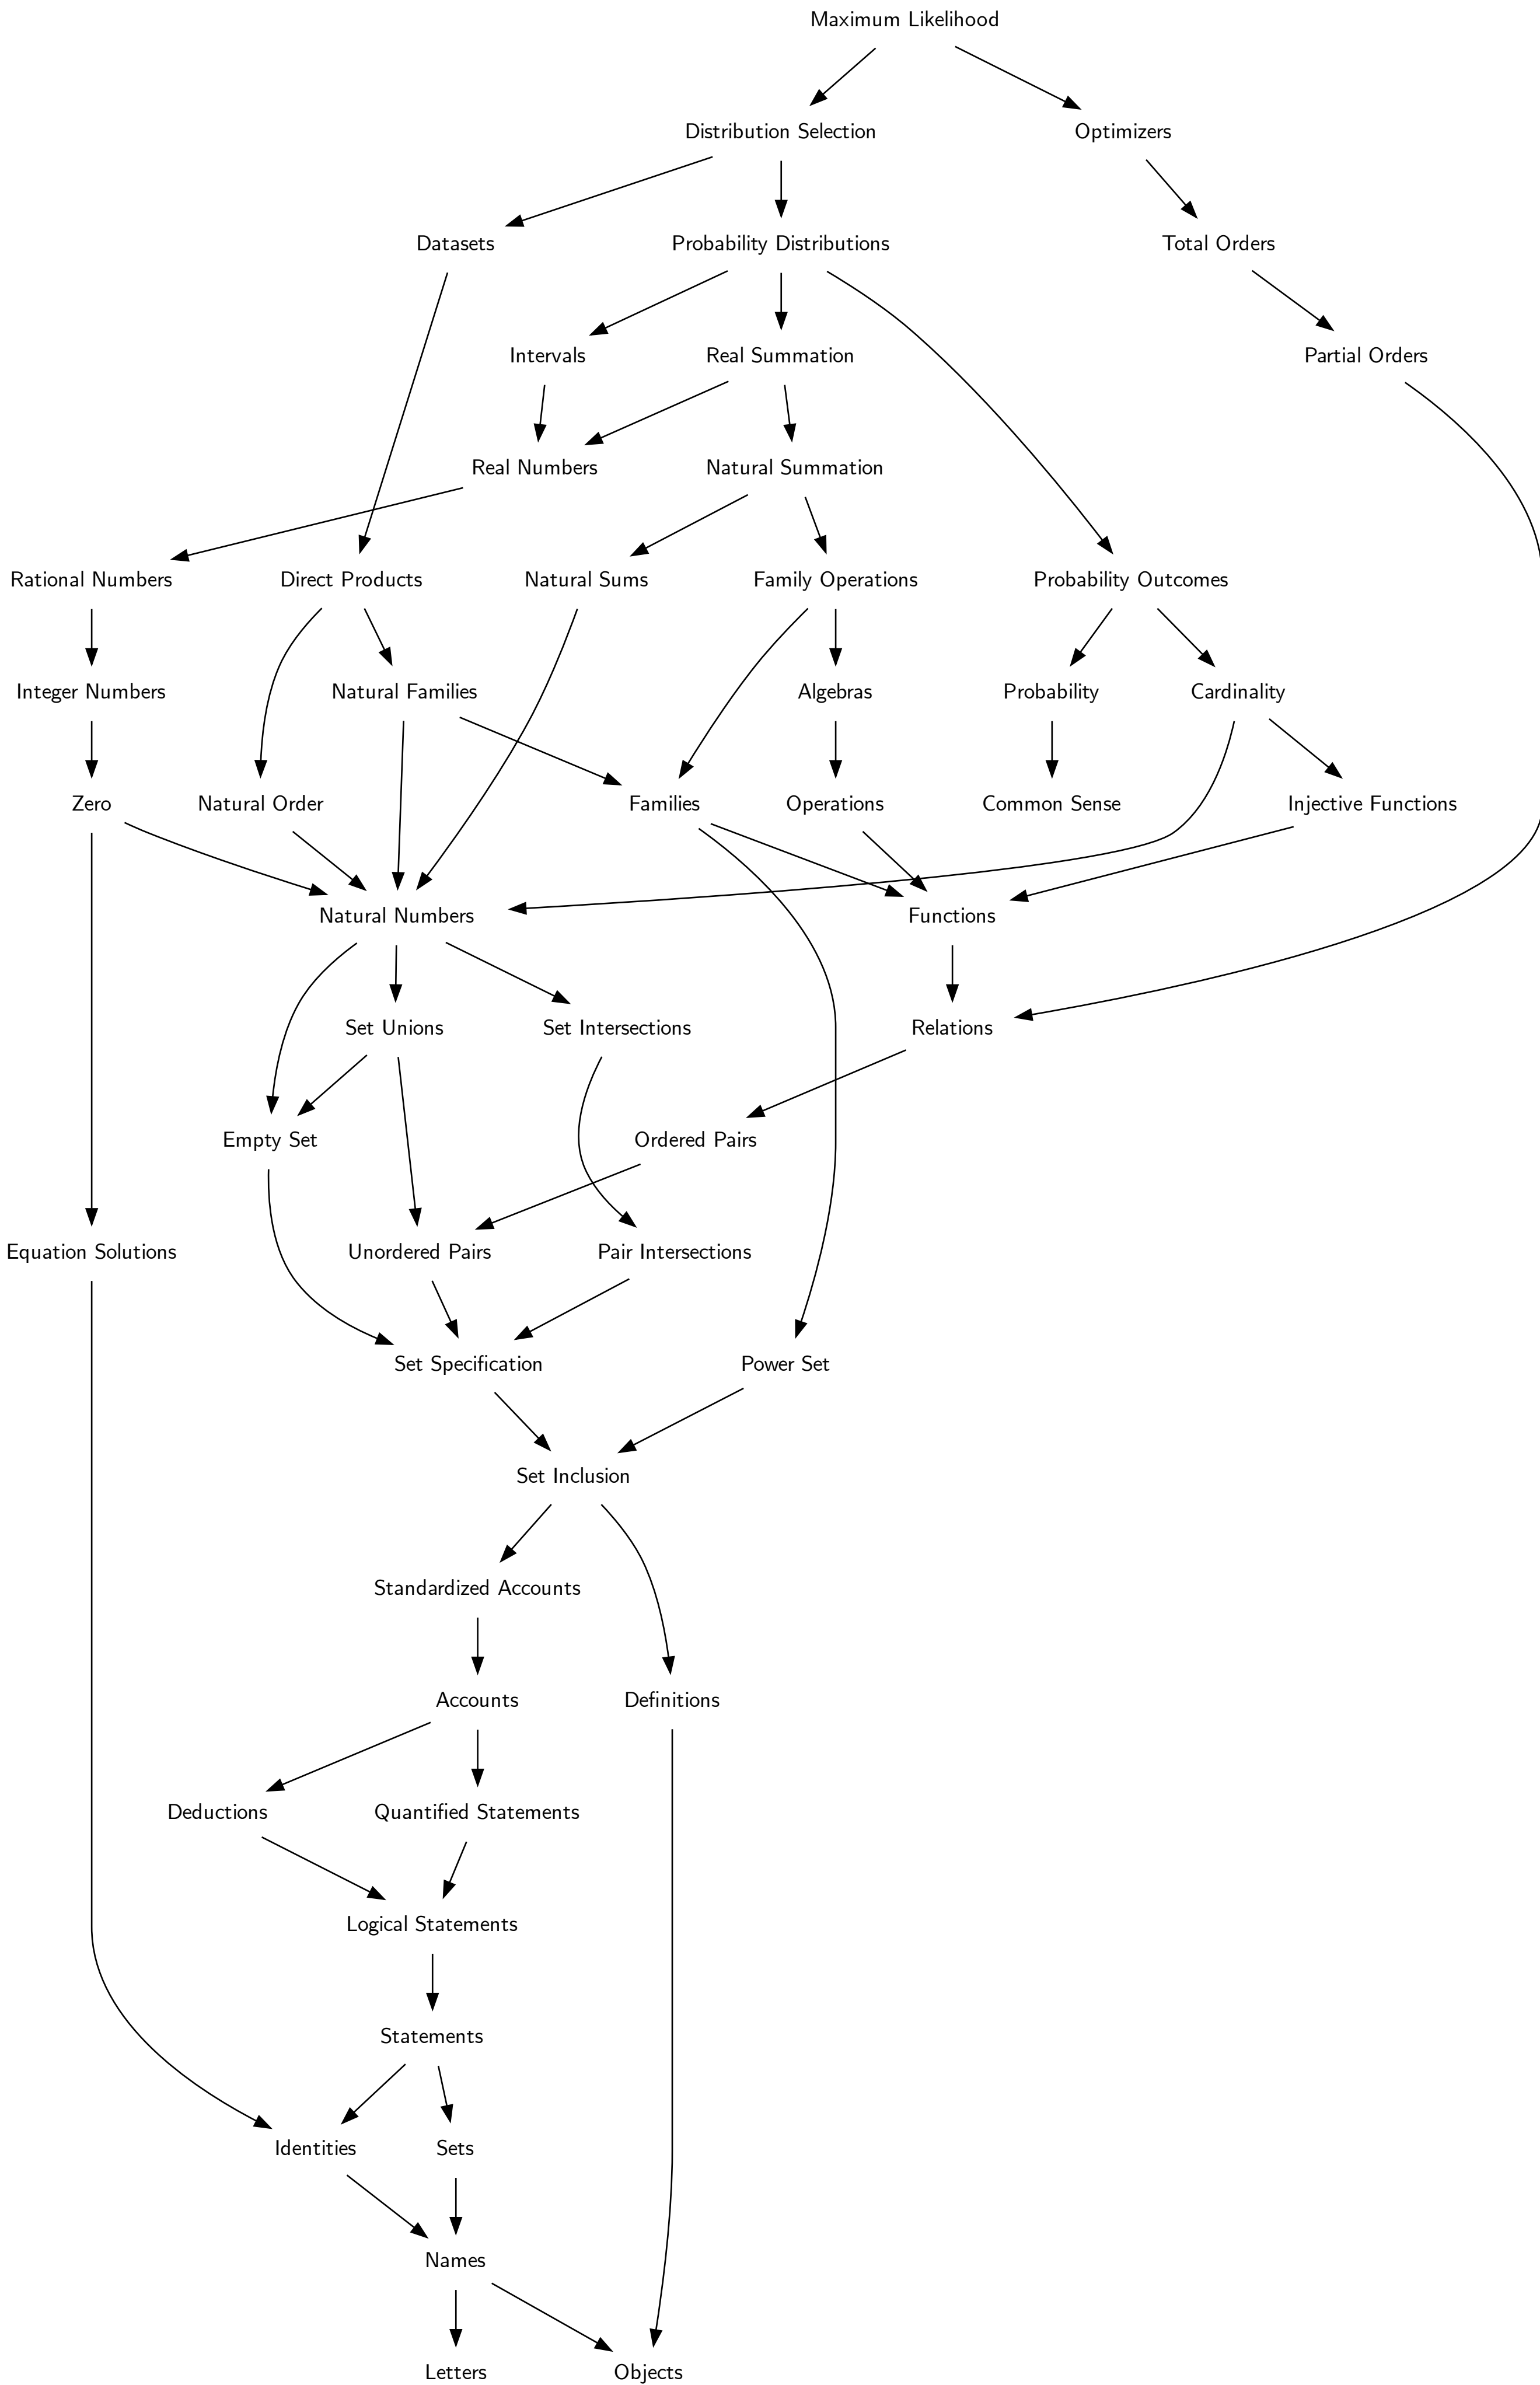 Maximum Likelihood
Distribution Selection
Optimizers
Datasets
Probability Distributions
Total Orders
Intervals
Real Summation
Partial Orders
Real Numbers
Natural Summation
Rational Numbers
Direct Products
Natural Sums
Family Operations
Probability Outcomes
Integer Numbers
Natural Families
Algebras
Probability
Cardinality
Zero
Natural Order
Families
Operations
Common Sense
Injective Functions
Natural Numbers
Functions
Set Unions
Set Intersections
Relations
Empty Set
Ordered Pairs
Equation Solutions
Unordered Pairs
Pair Intersections
Set Specification
Power Set
Set Inclusion
Standardized Accounts
Accounts
Definitions
Deductions
Quantified Statements
Logical Statements
Statements
Identities
Sets
Names
Letters
Objects